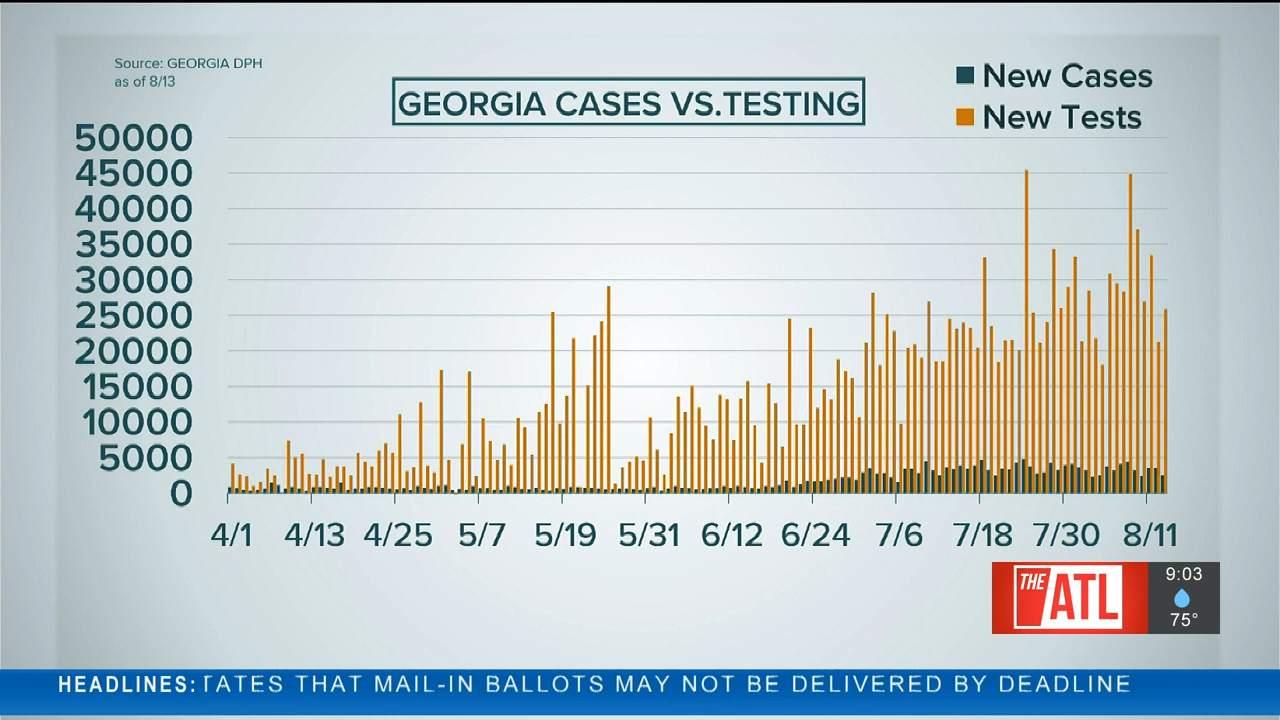 Source: GEORGIA DPH
as of 8/13
GEORGIA CASES VS.TESTING
New Cases
New Tests
50000
45000
40000
35000
30000
25000
20000
15000
10000
5000
0
4/1 4/13 4/25 5/7 5/19 5/31 6/12 6/24 7/6 7/18 7/30 8/11
THE ATL
9:03
75°
HEADLINES: TATES THAT MAIL-IN BALLOTS MAY NOT BE DELIVERED BY DEADLINE